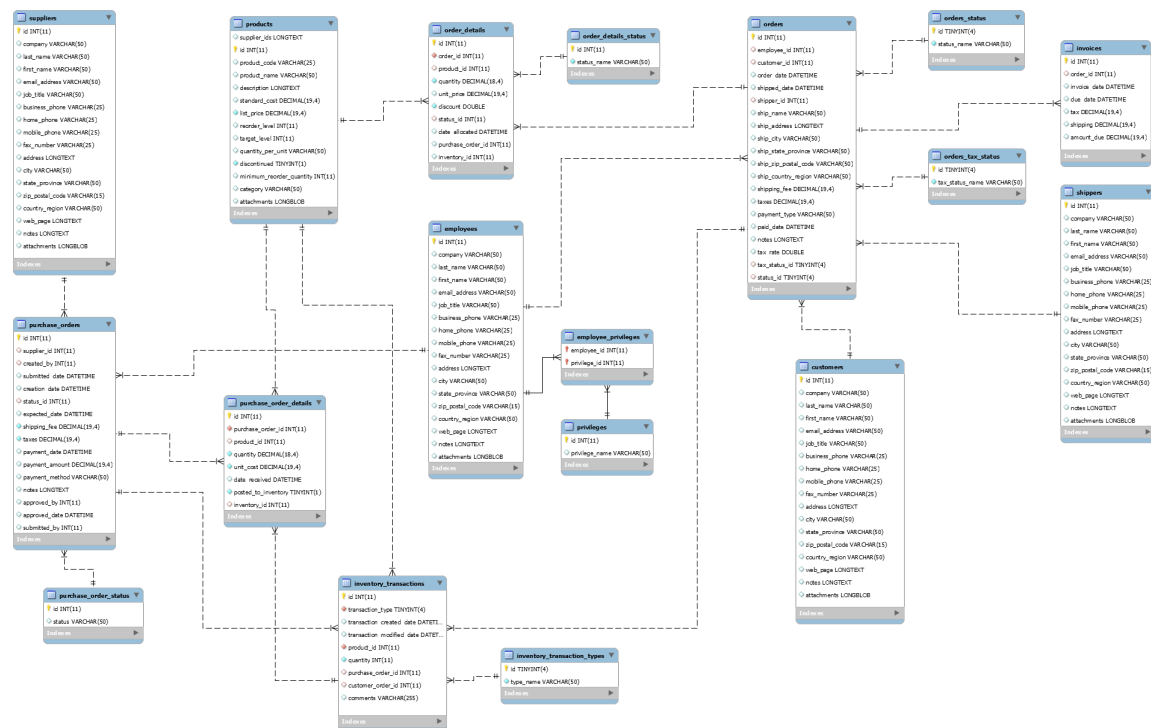 suppliers
id INT(11)
company VARCHAR(50)
last_name VARCHAR(50)
first_name VARCHAR(50)
email_address VARCHAR(50)
job_title VARCHAR(50)
business_phone VARCHAR(25)
home_phone VARCHAR(25)
mobile_phone VARCHAR(25)
fax_number VARCHAR(25)
address LONGTEXT
city VARCHAR(50)
state_province VARCHAR(50)
zip_postal_code VARCHAR(15)
country_region VARCHAR(50)
web_page LONGTEXT
notes LONGTEXT
attachments LONGBLOB
Indexes
purchase_orders
id INT(11)
supplier_id INT(11)
created_by INT(11)
submitted_date DATETIME
creation_date DATETIME
status_id INT(11)
expected_date DATETIME
shipping_fee DECIMAL(19,4)
taxes DECIMAL(19,4)
payment_date DATETIME
payment_amount DECIMAL(19,4)
payment_method VARCHAR(50)
notes LONGTEXT
approved_by INT(11)
approved_date DATETIME
submitted_by INT(11)
Indexes
purchase_order_status
id INT(11)
status VARCHAR(50)
Indexes
products
supplier_ids LONGTEXT
id INT(11)
product_code VARCHAR(25)
product_name VARCHAR(50)
description LONGTEXT
standard_cost DECIMAL(19,4)
list_price DECIMAL(19,4)
reorder_level INT(11)
target_level INT(11)
quantity_per_unit VARCHAR(50)
discontinued TINYINT(1)
minimum_reorder_quantity INT(11)
category VARCHAR(50)
attachments LONGBLOB
Indexes
purchase_order_details
id INT(11)
purchase_order_id INT(11)
product_id INT(11)
quantity DECIMAL(18,4)
unit_cost DECIMAL(19,4)
date_received DATETIME
posted_to_inventory TINYINT(1)
inventory_id INT(11)
Indexes
inventory_transactions
id INT(11)
transaction_type TINYINT(4)
transaction_created_date DATETI...
transaction_modified_date DATET...
product_id INT(11)
quantity INT(11)
purchase_order_id INT(11)
customer_order_id INT(11)
comments VARCHAR(255)
Indexes
order_details
id INT(11)
order_id INT(11)
product_id INT(11)
quantity DECIMAL(18,4)
unit_price DECIMAL(19,4)
discount DOUBLE
status_id INT(11)
date_allocated DATETIME
purchase_order_id INT(11)
inventory_id INT(11)
Indexes
order_details_status
id INT(11)
status_name VARCHAR(50)
Indexes
employees
id INT(11)
company VARCHAR(50)
last_name VARCHAR(50)
first_name VARCHAR(50)
email_address VARCHAR(50)
job_title VARCHAR(50)
business_phone VARCHAR(25)
home_phone VARCHAR(25)
mobile_phone VARCHAR(25)
fax_number VARCHAR(25)
address LONGTEXT
city VARCHAR(50)
state_province VARCHAR(50)
zip_postal_code VARCHAR(15)
country_region VARCHAR(50)
web_page LONGTEXT
notes LONGTEXT
attachments LONGBLOB
Indexes
employee_privileges
employee_id INT(11)
privilege_id INT(11)
Indexes
privileges
id INT(11)
privilege_name VARCHAR(50)
Indexes
inventory_transaction_types
id TINYINT(4)
type_name VARCHAR(50)
Indexes
orders
id INT(11)
employee_id INT(11)
customer_id INT(11)
order_date DATETIME
shipped_date DATETIME
shipper_id INT(11)
ship_name VARCHAR(50)
ship_address LONGTEXT
ship_city VARCHAR(50)
ship_state_province VARCHAR(50)
ship_zip_postal_code VARCHAR(50)
ship_country_region VARCHAR(50)
shipping_fee DECIMAL(19,4)
taxes DECIMAL(19,4)
payment_type VARCHAR(50)
paid_date DATETIME
notes LONGTEXT
tax_rate DOUBLE
tax_status_id TINYINT(4)
status_id TINYINT(4)
Indexes
customers
id INT(11)
company VARCHAR(50)
last_name VARCHAR(50)
first_name VARCHAR(50)
email_address VARCHAR(50)
job_title VARCHAR(50)
business_phone VARCHAR(25)
home_phone VARCHAR(25)
mobile_phone VARCHAR(25)
fax_number VARCHAR(25)
address LONGTEXT
city VARCHAR(50)
state_province VARCHAR(50)
zip_postal_code VARCHAR(15)
country_region VARCHAR(50)
web_page LONGTEXT
notes LONGTEXT
attachments LONGBLOB
Indexes
orders_status
id TINYINT(4)
status_name VARCHAR(50)
Indexes
orders_tax_status
id TINYINT(4)
tax_status_name VARCHAR(50)
Indexes
invoices
id INT(11)
order_id INT(11)
invoice_date DATETIME
due_date DATETIME
tax DECIMAL(19,4)
shipping DECIMAL(19,4)
amount_due DECIMAL(19,4)
Indexes
shippers
id INT(11)
company VARCHAR(50)
last_name VARCHAR(50)
first_name VARCHAR(50)
email_address VARCHAR(50)
job_title VARCHAR(50)
business_phone VARCHAR(25)
home_phone VARCHAR(25)
mobile_phone VARCHAR(25)
fax_number VARCHAR(25)
address LONGTEXT
city VARCHAR(50)
state_province VARCHAR(50)
zip_postal_code VARCHAR(15)
country_region VARCHAR(50)
web_page LONGTEXT
notes LONGTEXT
attachments LONGBLOB
Indexes